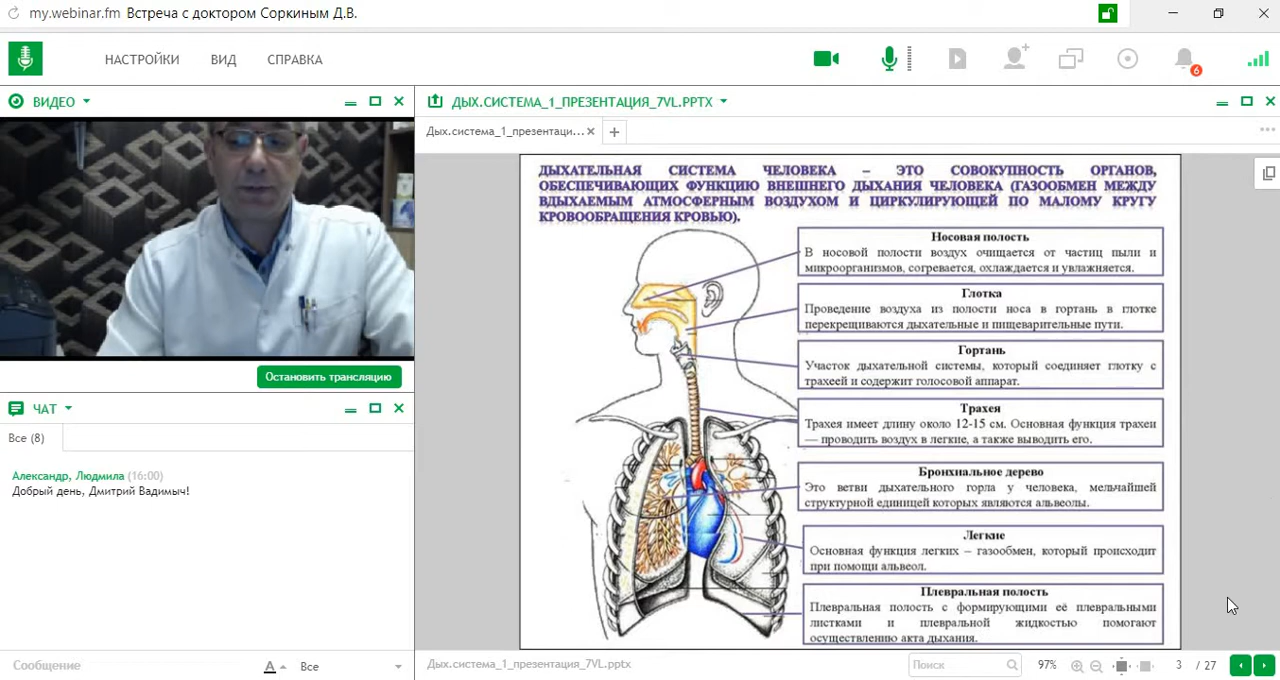 my.webinar.fm Встреча с доктором Соркиным Д.В.
НАСТРОЙКИ ВИД СПРАВКА
6
ВИДЕО
Остановить трансляцию
ЧАТ
Все (8)
Александр, Людмила (16:00)
Добрый день, Дмитрий Вадимыч!
Сообщение
А
Все
ДЫХ.СИСТЕМА_1_ПРЕЗЕНТАЦИЯ_7VL.PPTX
Дых.система_1_презентаци...
ДЫХАТЕЛЬНАЯ СИСТЕМА ЧЕЛОВЕКА – ЭТО СОВОКУПНОСТЬ ОРГАНОВ,
ОБЕСПЕЧИВАЮЩИХ ФУНКЦИЮ ВНЕШНЕГО ДЫХАНИЯ ЧЕЛОВЕКА (ГАЗООБМЕН МЕЖДУ
ВДЫХАЕМЫМ АТМОСФЕРНЫМ ВОЗДУХОМ И ЦИРКУЛИРУЮЩЕЙ ПО МАЛОМУ КРУГУ
КРОВООБРАЩЕНИЯ КРОВЬЮ).
Носовая полость
В носовой полости воздух очищается от частиц пыли и
микроорганизмов, согревается, охлаждается и увлажняется.
Глотка
Проведение воздуха из полости носа в гортань в глотке
перекрещиваются дыхательные и пищеварительные пути.
Гортань
Участок дыхательной системы, который соединяет глотку с
трахеей и содержит голосовой аппарат.
Трахея
Трахея имеет длину около 12-15 см. Основная функция трахеи
— проводить воздух в легкие, а также выводить его.
Бронхиальное дерево
Это ветви дыхательного горла у человека, мельчайшей
структурной единицей которых являются альвеолы.
Легкие
Основная функция легких – газообмен, который происходит
при помощи альвеол.
Плевральная полость
Плевральная полость с формирующими её плевральными
листками и плевральной жидкостью помогают
осуществлению акта дыхания.
Дых.система_1_презентация_7VL.pptx
Поиск
97%
3 / 27